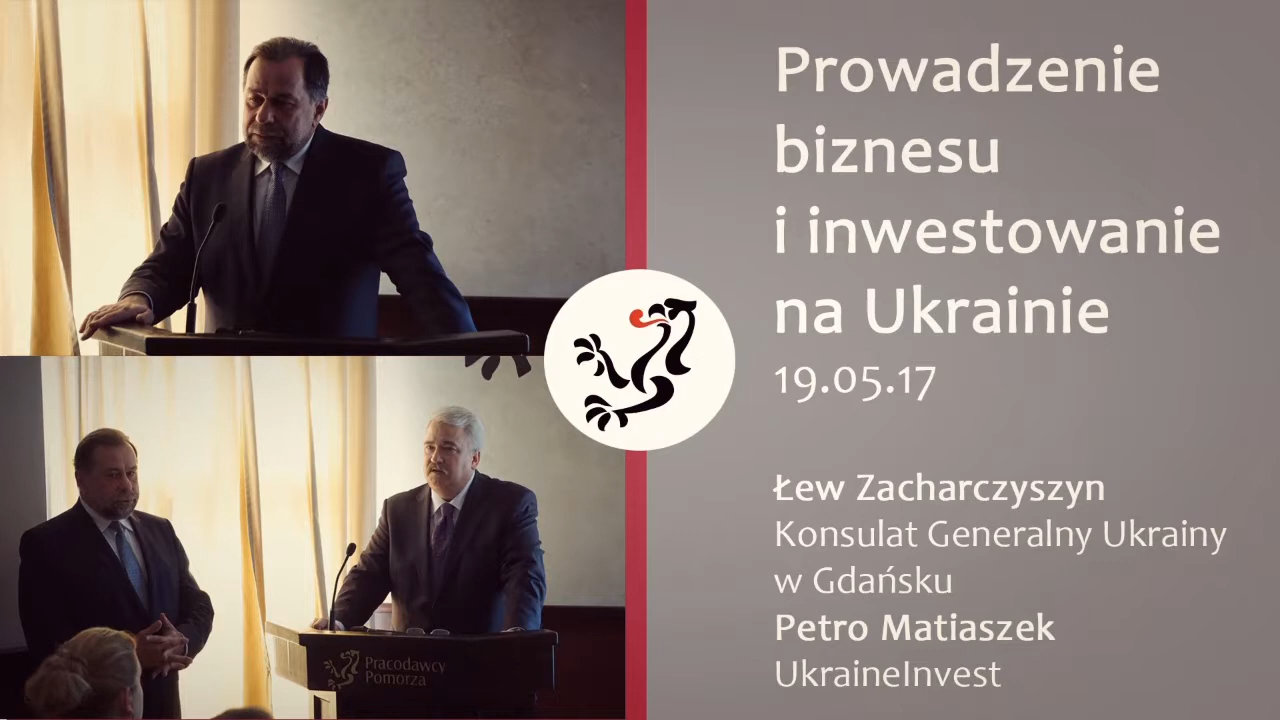 Prowadzenie
biznesu
i inwestowanie
na Ukrainie
19.05.17
Łew Zacharczyszyn
Konsulat Generalny Ukrainy
w Gdańsku
Petro Matiaszek
UkraineInvest
Pracodawcy
Pomorza